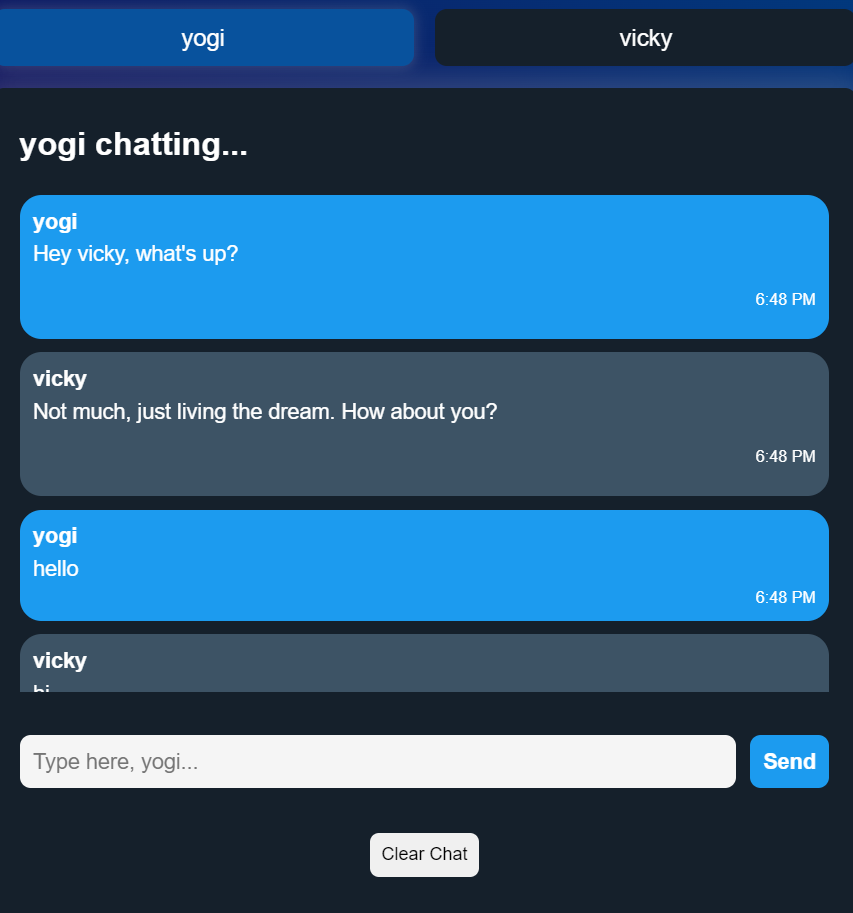 yogi
vicky
yogi chatting...
yogi
Hey vicky, what's up?
6:48 PM
vicky
Not much, just living the dream. How about you?
6:48 PM
yogi
hello
6:48 PM
vicky
hi
Type here, yogi...
Send
Clear Chat